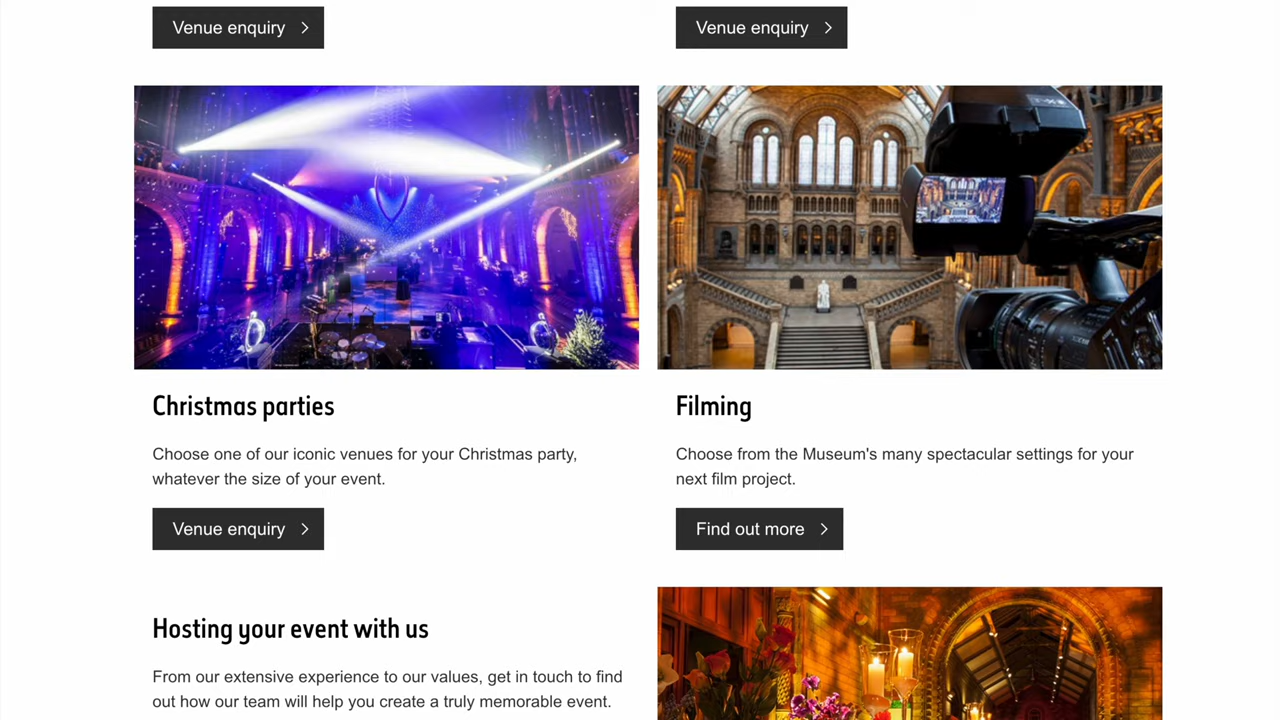 Venue enquiry
Venue enquiry
Christmas parties
Choose one of our iconic venues for your Christmas party,
whatever the size of your event.
Venue enquiry
Filming
Choose from the Museum's many spectacular settings for your
next film project.
Find out more
Hosting your event with us
From our extensive experience to our values, get in touch to find
out how our team will help you create a truly memorable event.